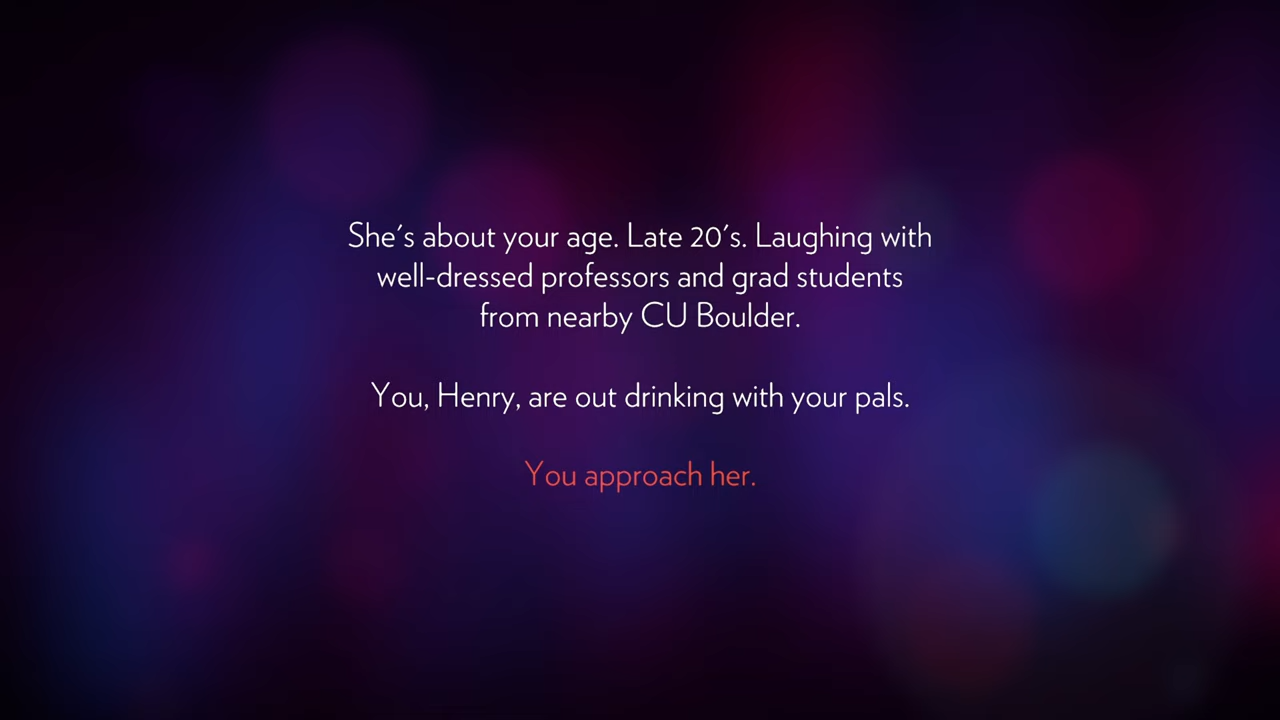 She's about your age. Late 20's. Laughing with
well-dressed professors and grad students
from nearby CU Boulder.
You, Henry, are out drinking with your pals.
You approach her.